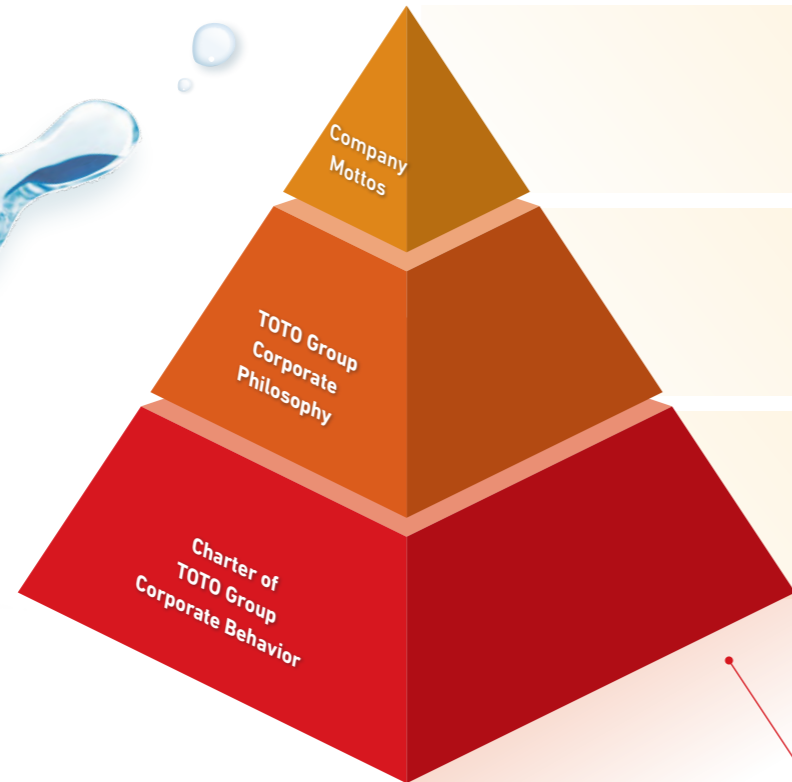 Company
Mottos
TOTO Group
Corporate
Philosophy
Charter of
TOTO Group
Corporate Behavior